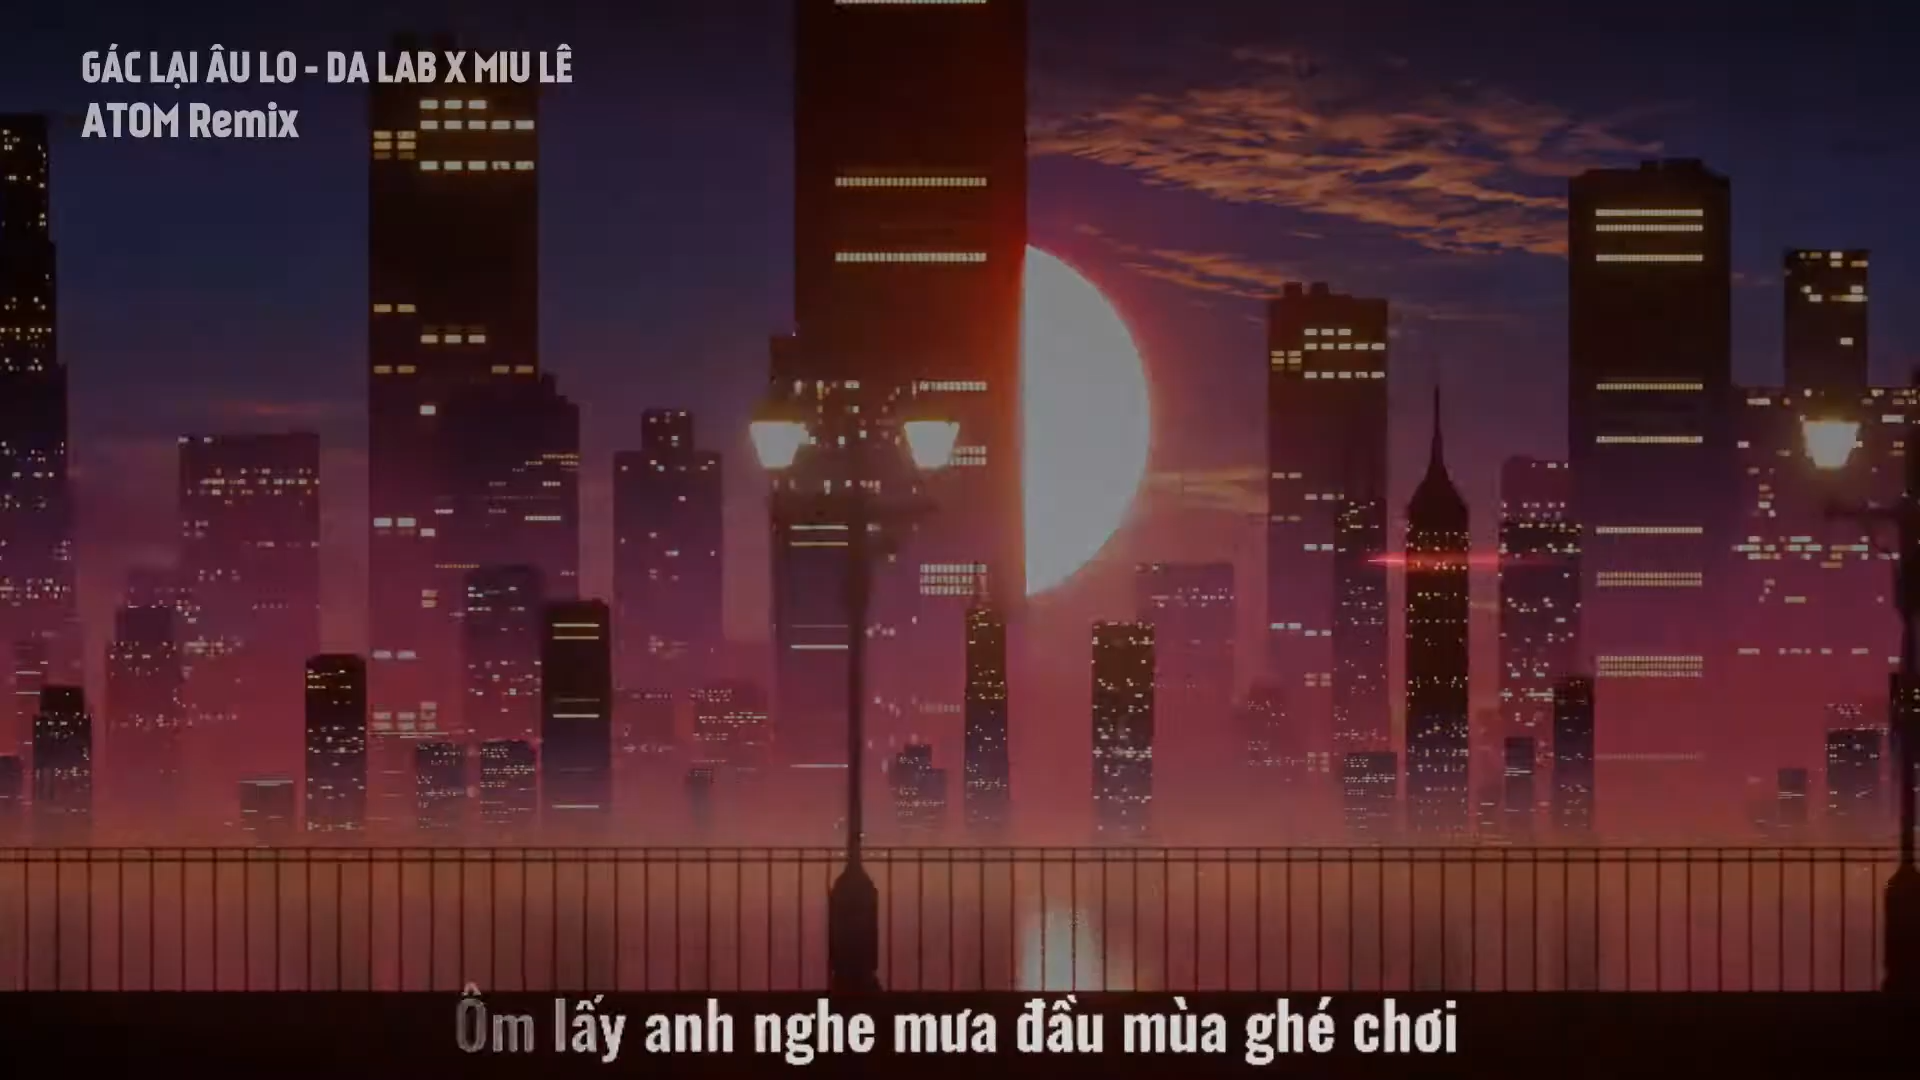 GÁC LẠI ÂU LO - DA LAB X MIU LÊ
ATOM Remix
Ôm lấy anh nghe mưa đầu mùa ghé chơi